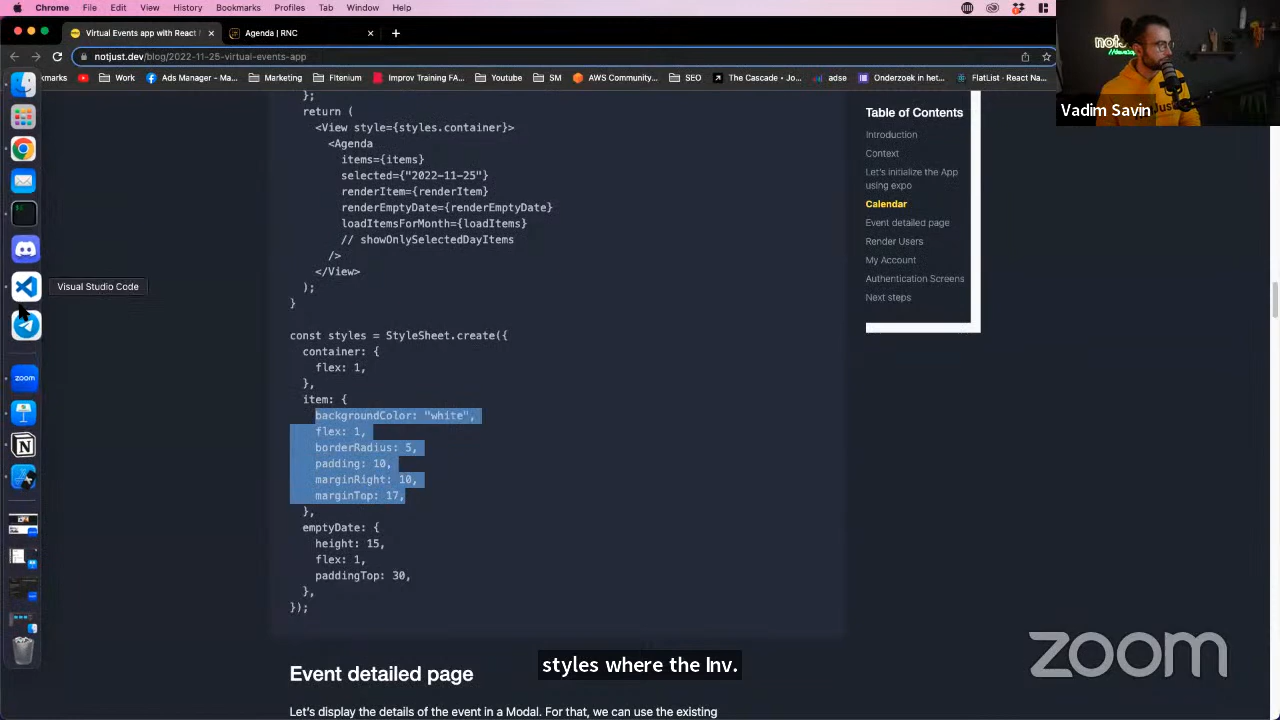 Chrome File Edit View History Bookmarks Profiles Tab Window Help
Virtual Events app with React N
Agenda | RNC
notjust.dev/blog/2022-11-25-virtual-events-app
kmarks
Work
Ads Manager - Ma...
Marketing
Fitenium
Improv Training FA...
Youtube
SM
AWS Community...
SEO
The Cascade • Jo...
adse
Onderzoek in het...
FlatList · React Na...
Vadim Savin
};
return (
<View style={styles.container}>
<Agenda
items={items}
selected={"2022-11-25"}
renderItem={renderItem}
renderEmptyDate={renderEmptyDate}
loadItemsForMonth={loadItems}
// showOnlySelectedDayItems
/>
</View>
);
}
const styles = StyleSheet.create({
container: {
flex: 1,
},
item: {
backgroundColor: "white",
flex: 1,
borderRadius: 5,
padding: 10,
marginRight: 10,
marginTop: 17,
},
emptyDate: {
height: 15,
flex: 1,
paddingTop: 30,
},
});
Event detailed page
Let's display the details of the event in a Modal. For that, we can use the existing
Table of Contents
Introduction
Context
Let's initialize the App
using expo
Calendar
Event detailed page
Render Users
My Account
Authentication Screens
Next steps
Visual Studio Code
zoom
styles where the Inv.
zoom